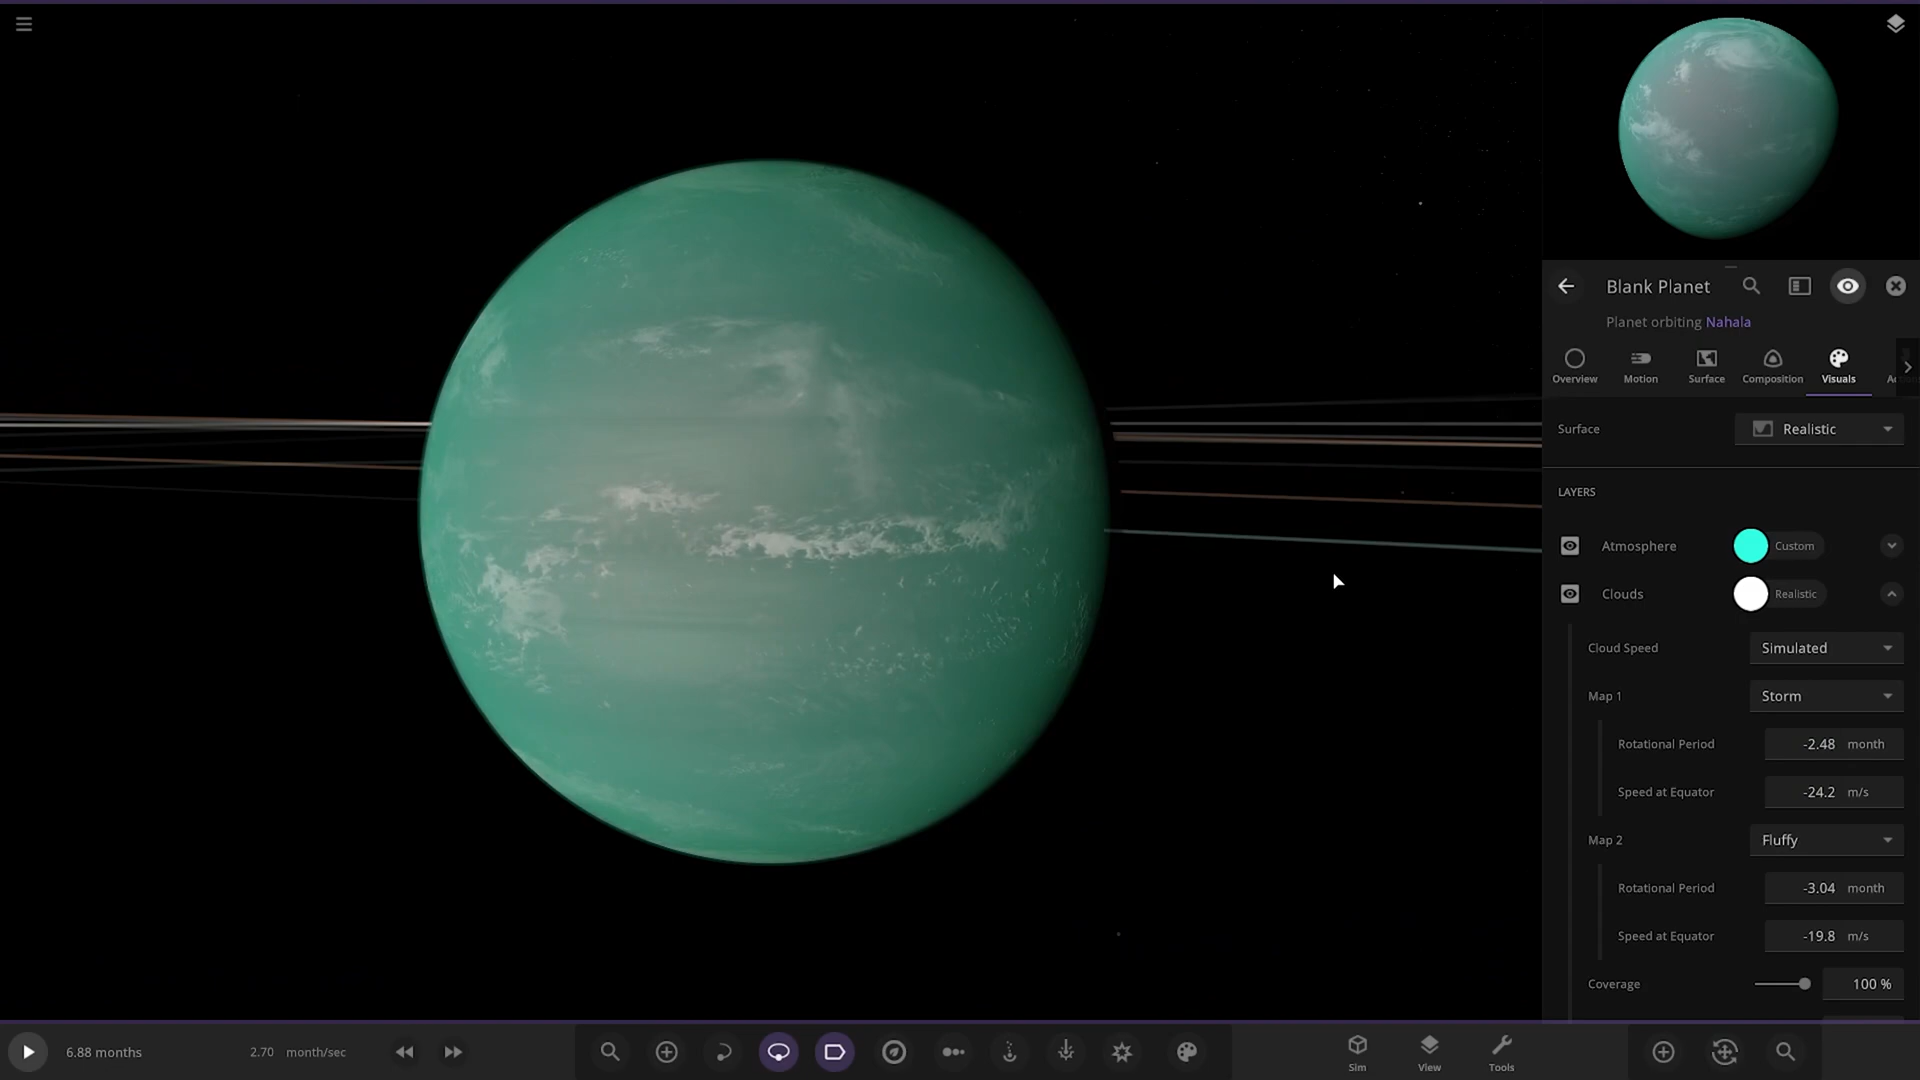 Blank Planet
Planet orbiting Nahala
Overview
Motion
Surface
Composition
Visuals
Surface
Realistic
LAYERS
Atmosphere
Custom
Clouds
Realistic
Cloud Speed
Simulated
Map 1
Storm
Rotational Period
-2.48 month
Speed at Equator
-24.2 m/s
Map 2
Fluffy
Rotational Period
-3.04 month
Speed at Equator
-19.8 m/s
Coverage
100 %
6.88 months
2.70 month/sec
Sim
View
Tools